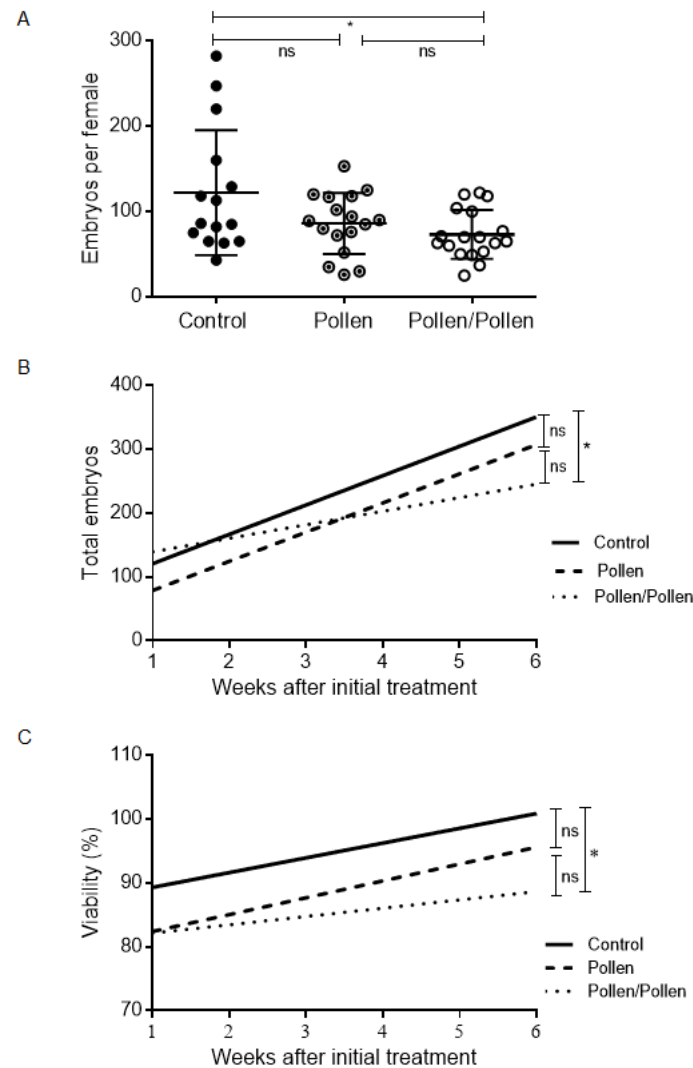 A
*
ns ns
300
200
100
0
Embryos per female
Control Pollen Pollen/Pollen
B
400
300
200
100
0
Total embryos
1 2 3 4 5 6
Weeks after initial treatment
ns
ns
*
Control
Pollen
Pollen/Pollen
C
110
100
90
80
70
Viability (%)
1 2 3 4 5 6
Weeks after initial treatment
ns
ns
*
Control
Pollen
Pollen/Pollen